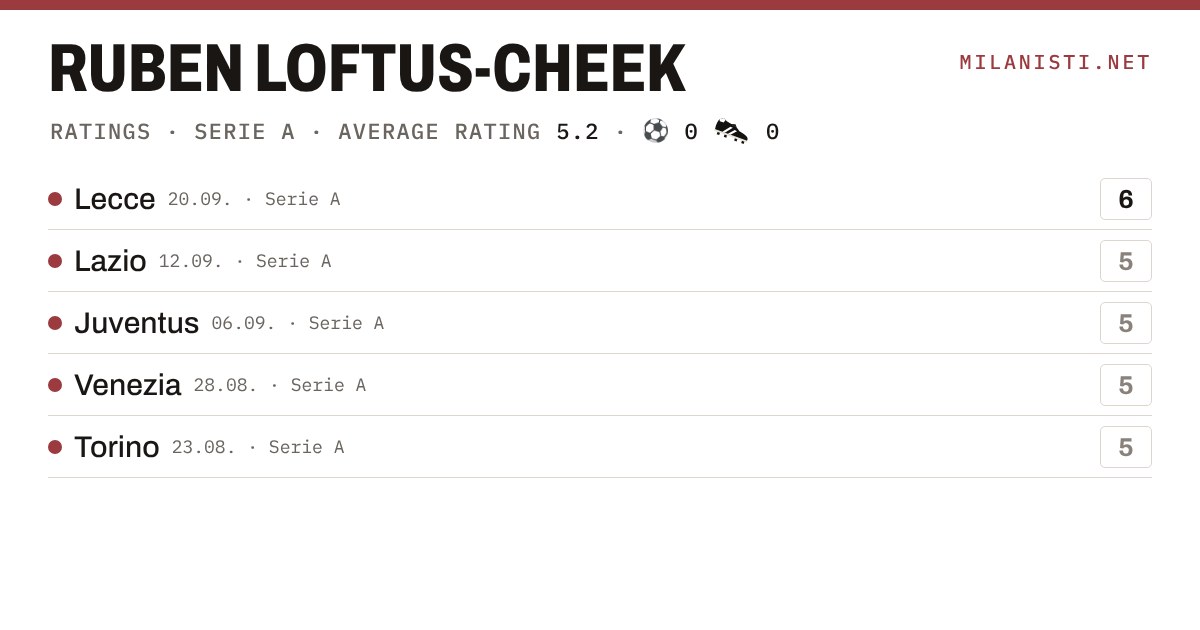 RUBEN LOFTUS-CHEEK
MILANISTI.NET
RATINGS · SERIE A · AVERAGE RATING 5.2 · ⚽ 0 👟 0
Lecce 20.09. · Serie A 6
Lazio 12.09. · Serie A 5
Juventus 06.09. · Serie A 5
Venezia 28.08. · Serie A 5
Torino 23.08. · Serie A 5